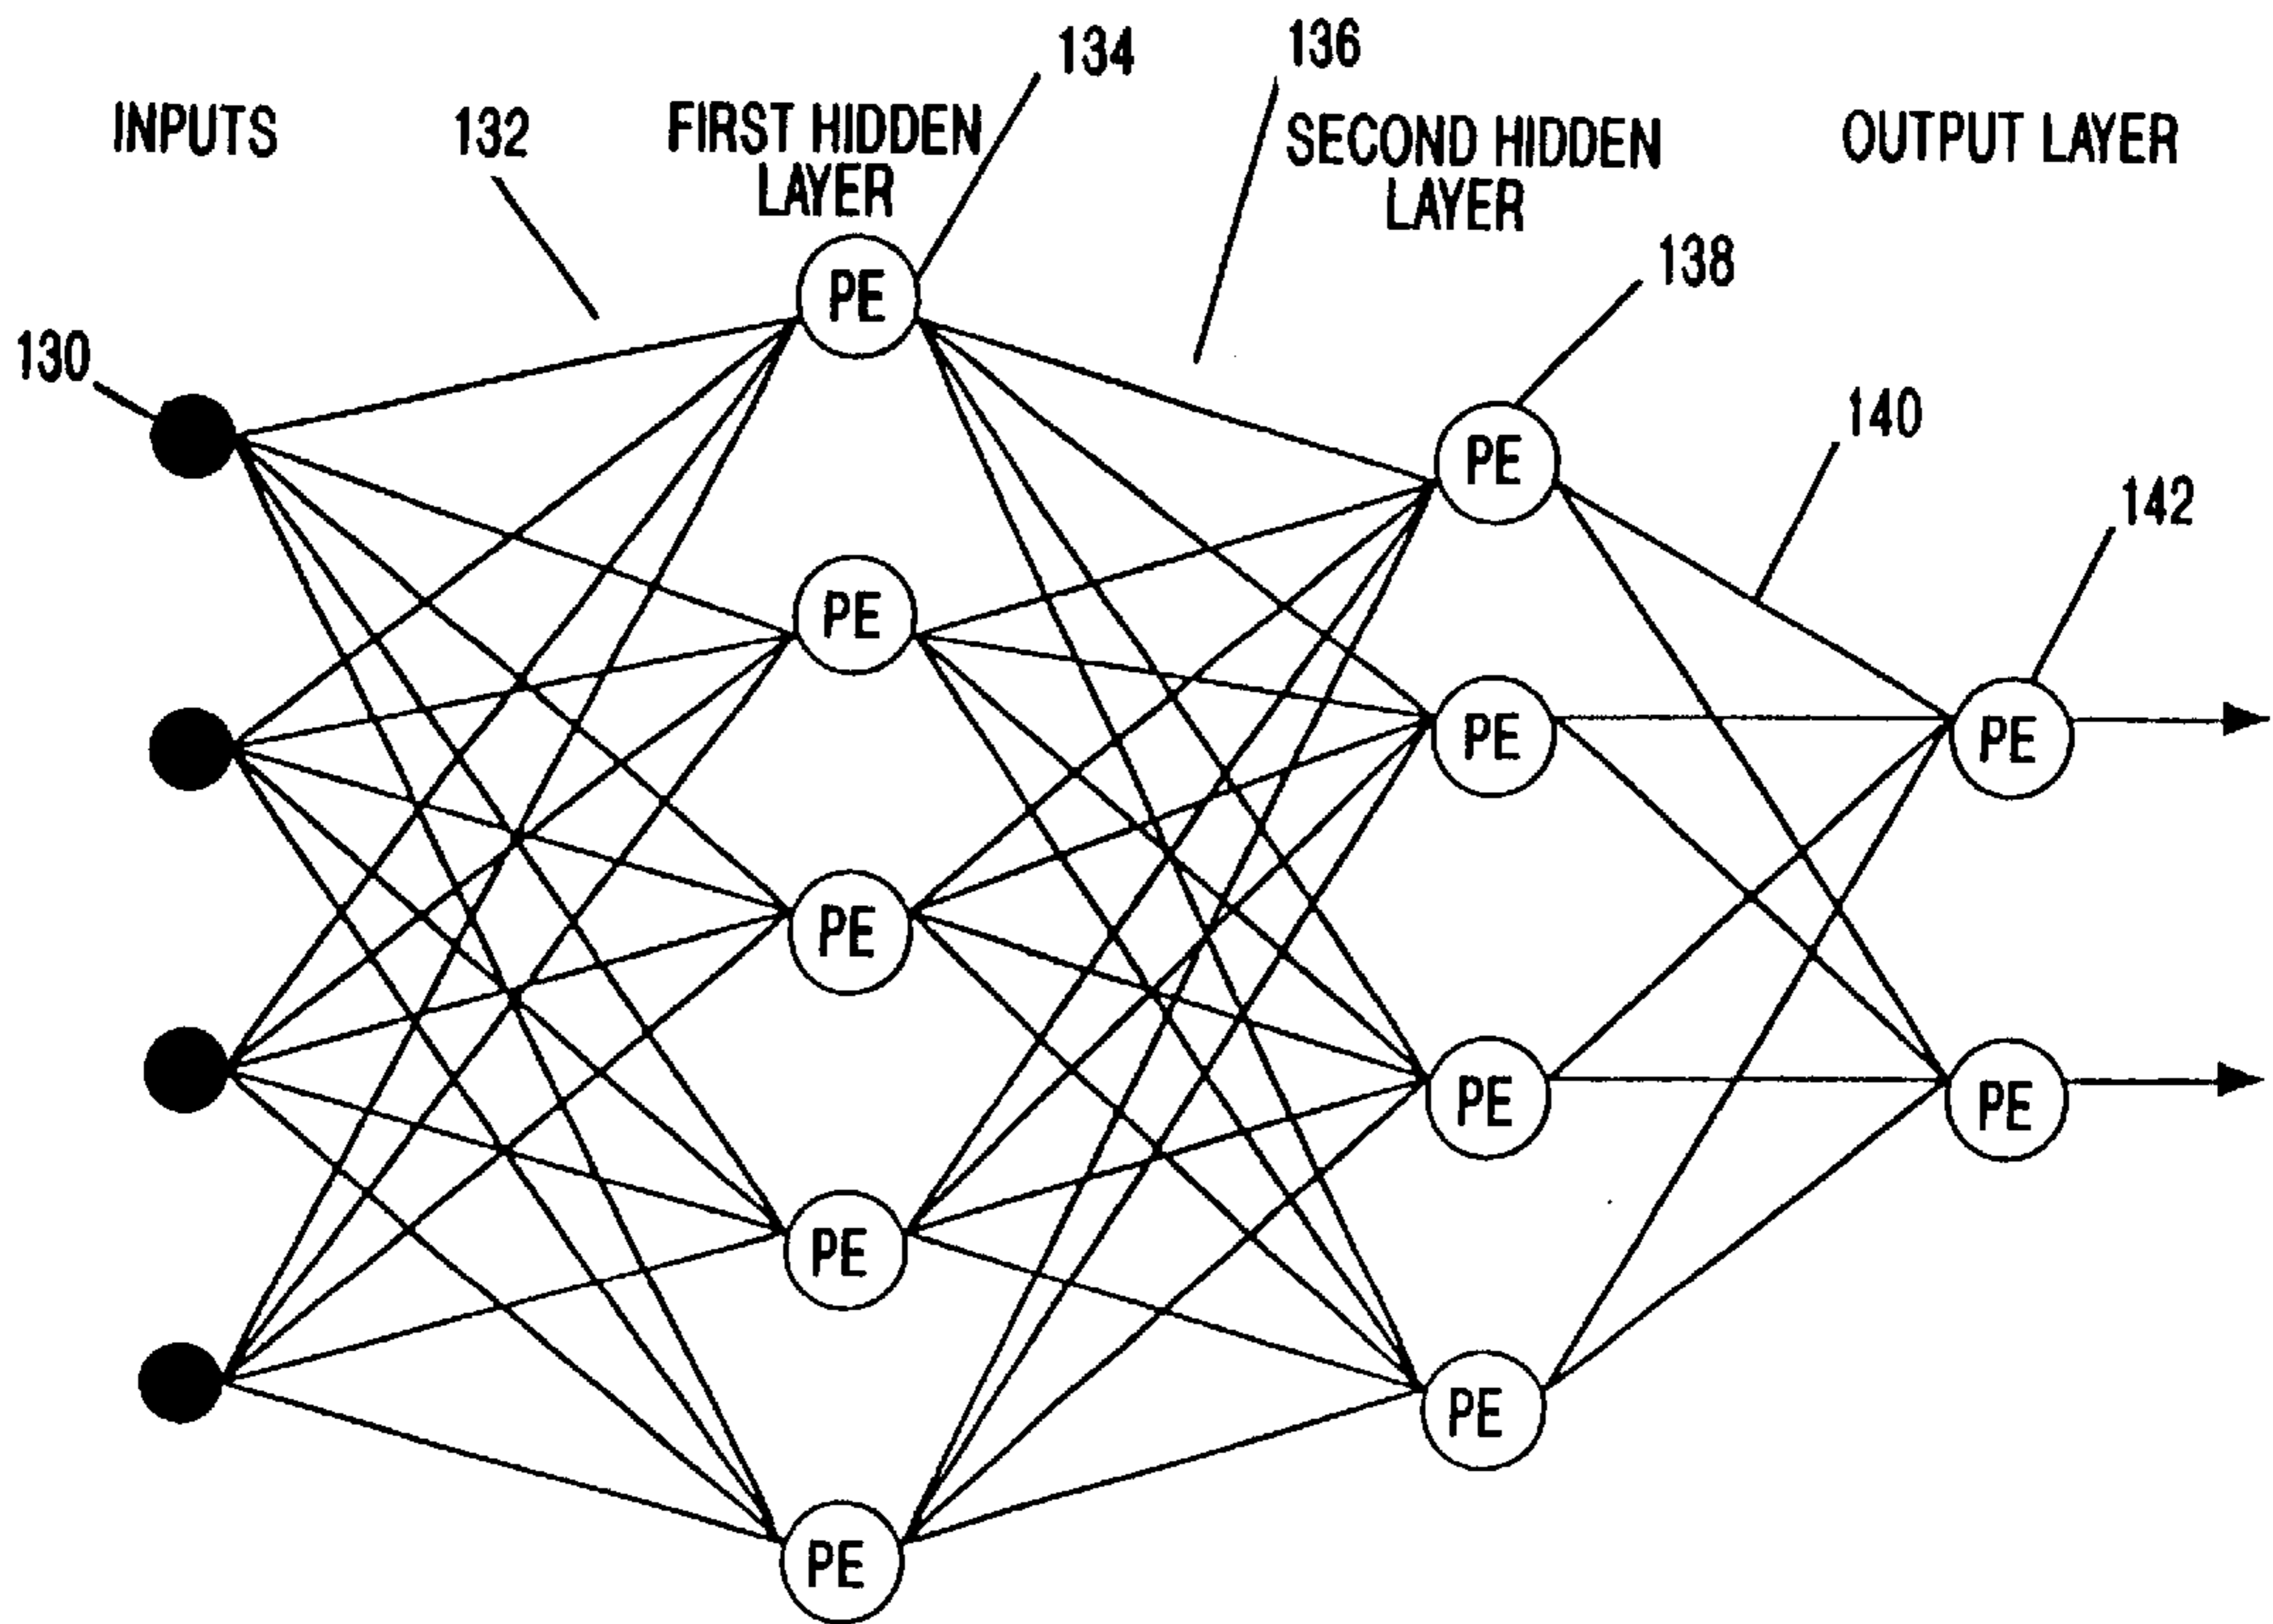 134
136
INPUTS
132
FIRST HIDDEN
LAYER
SECOND HIDDEN
LAYER
OUTPUT LAYER
138
130
140
142
PE
PE
PE
PE
PE
PE
PE
PE
PE
PE
PE